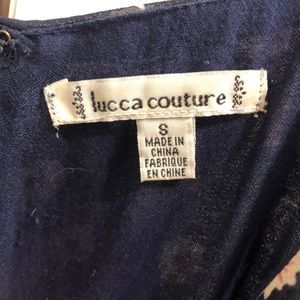 lucca couture
S
MADE IN
CHINA
FABRIQUE
EN CHINE